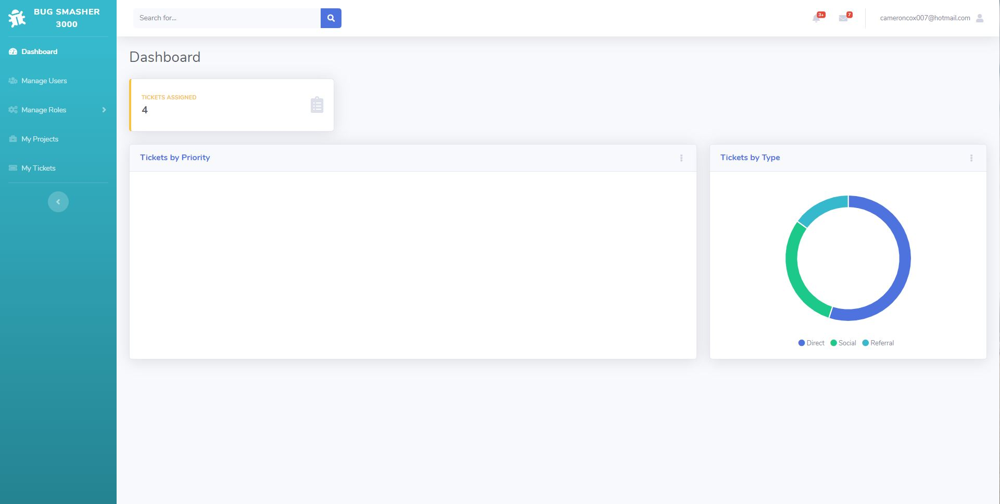 BUG SMASHER
3000
Dashboard
Manage Users
Manage Roles
My Projects
My Tickets
Search for...
3+
7
cameroncox007@hotmail.com
Dashboard
TICKETS ASSIGNED
4
Tickets by Priority
Tickets by Type
Direct Social Referral